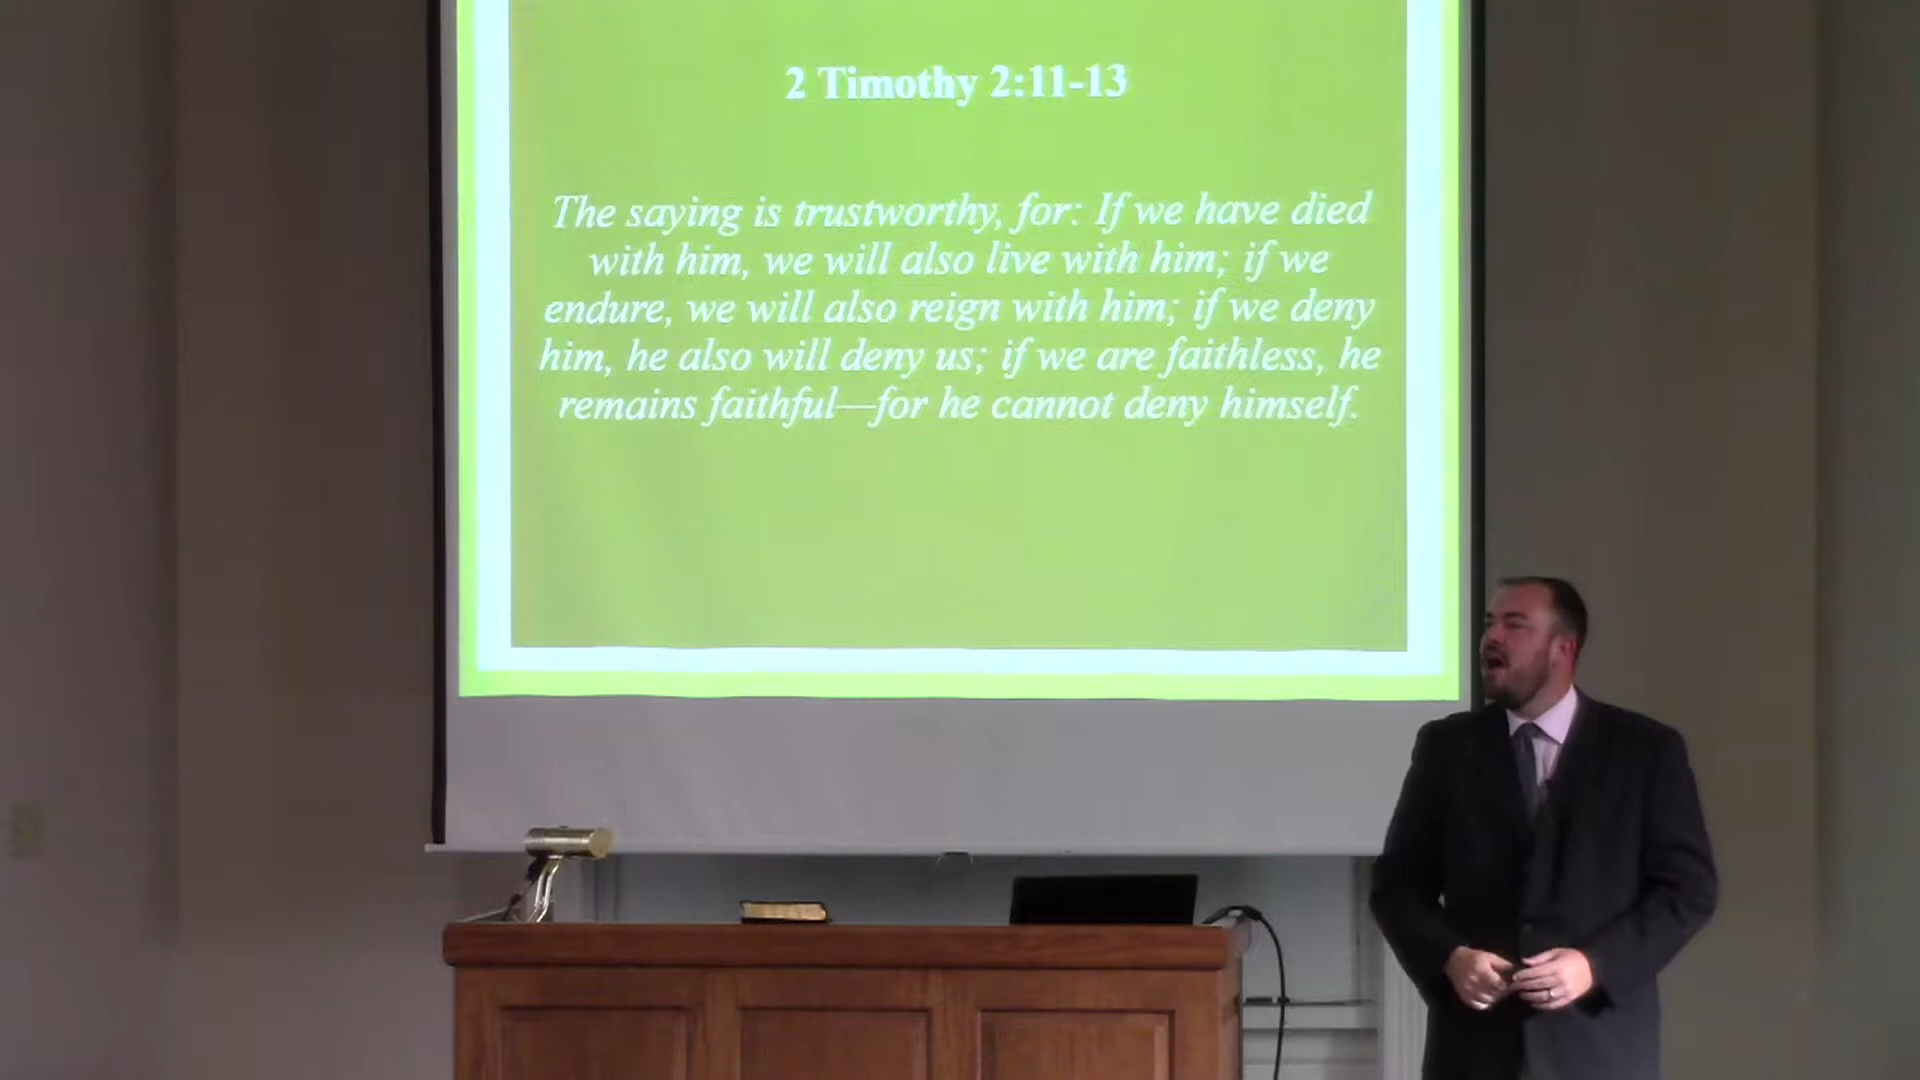 2 Timothy 2:11-13
The saying is trustworthy, for: If we have died
with him, we will also live with him; if we
endure, we will also reign with him; if we deny
him, he also will deny us; if we are faithless, he
remains faithful—for he cannot deny himself.